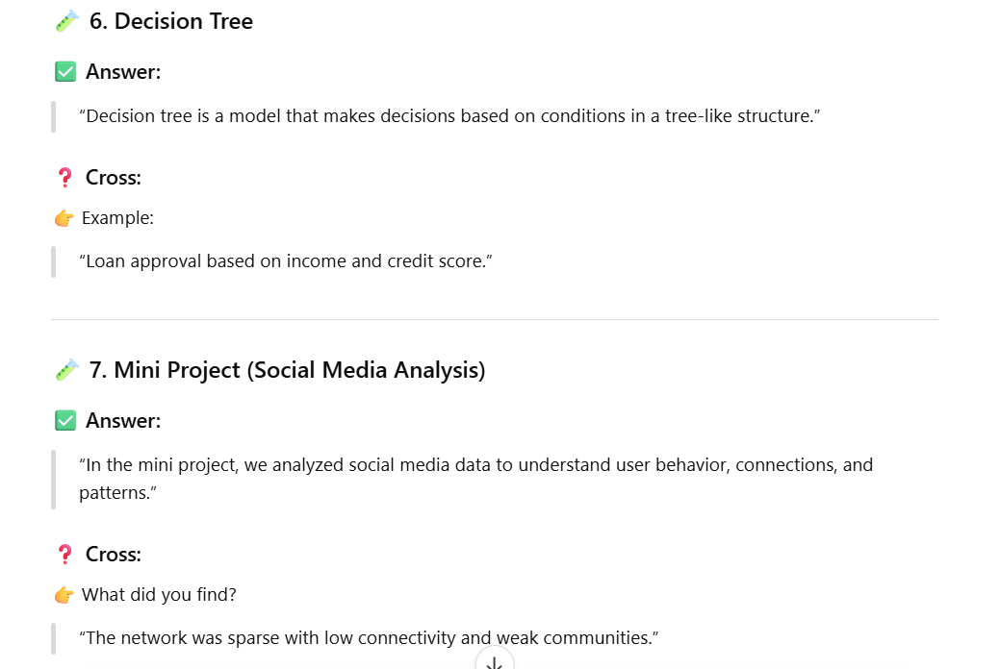 6. Decision Tree
Answer:
“Decision tree is a model that makes decisions based on conditions in a tree-like structure.”
Cross:
Example:
“Loan approval based on income and credit score.”
7. Mini Project (Social Media Analysis)
Answer:
“In the mini project, we analyzed social media data to understand user behavior, connections, and
patterns.”
Cross:
What did you find?
“The network was sparse with low connectivity and weak communities.”